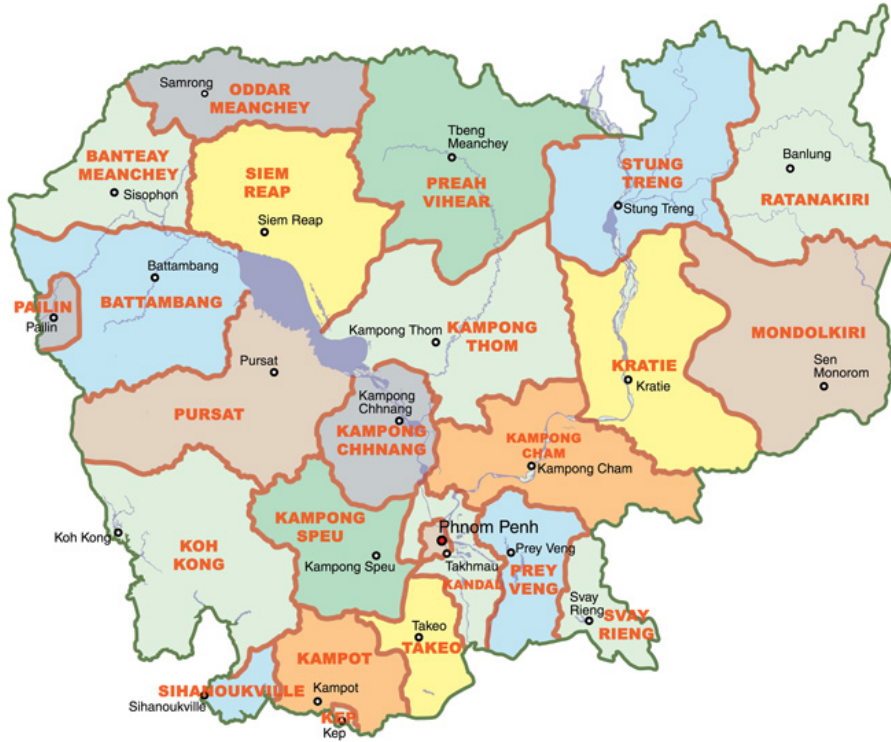 Samrong
ODDAR
MEANCHEY
Tbeng
Meanchey
BANTEAY
MEANCHEY
Sisophon
SIEM
REAP
Siem Reap
PREAH
VIHEAR
STUNG
TRENG
Stung Treng
Banlung
RATANAKIRI
Battambang
BATTAMBANG
PAILIN
Pailin
Kampong Thom
KAMPONG
THOM
KRATIE
Kratie
MONDOLKIRI
Sen
Monorom
Pursat
PURSAT
Kampong
Chhnang
KAMPONG
CHHNANG
KAMPONG
CHAM
Kampong Cham
Koh Kong
KOH
KONG
KAMPONG
SPEU
Kampong Speu
Phnom Penh
Takhmau
KANDAL
Prey Veng
PREY
VENG
Svay
Rieng
SVAY
RIENG
Takeo
TAKEO
KAMPOT
Kampot
SIHANOUKVILLE
Sihanoukville
KEP
Kep